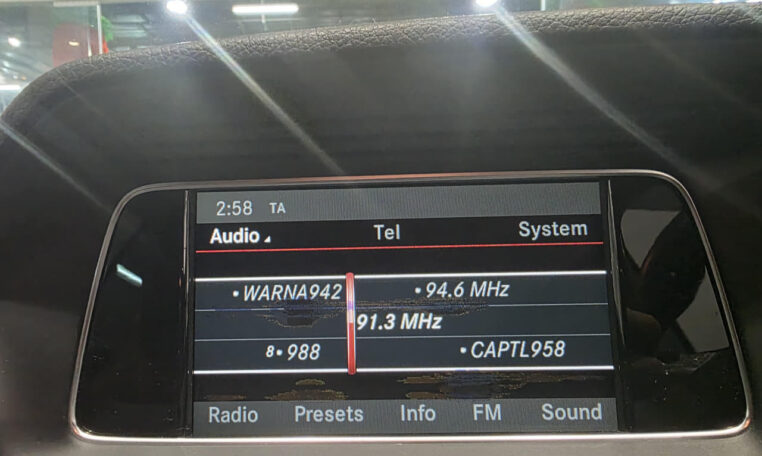 2:58 TA
Audio Tel System
•WARNA942 •94.6 MHz
91.3 MHz
8•988 •CAPTL958
Radio Presets Info FM Sound